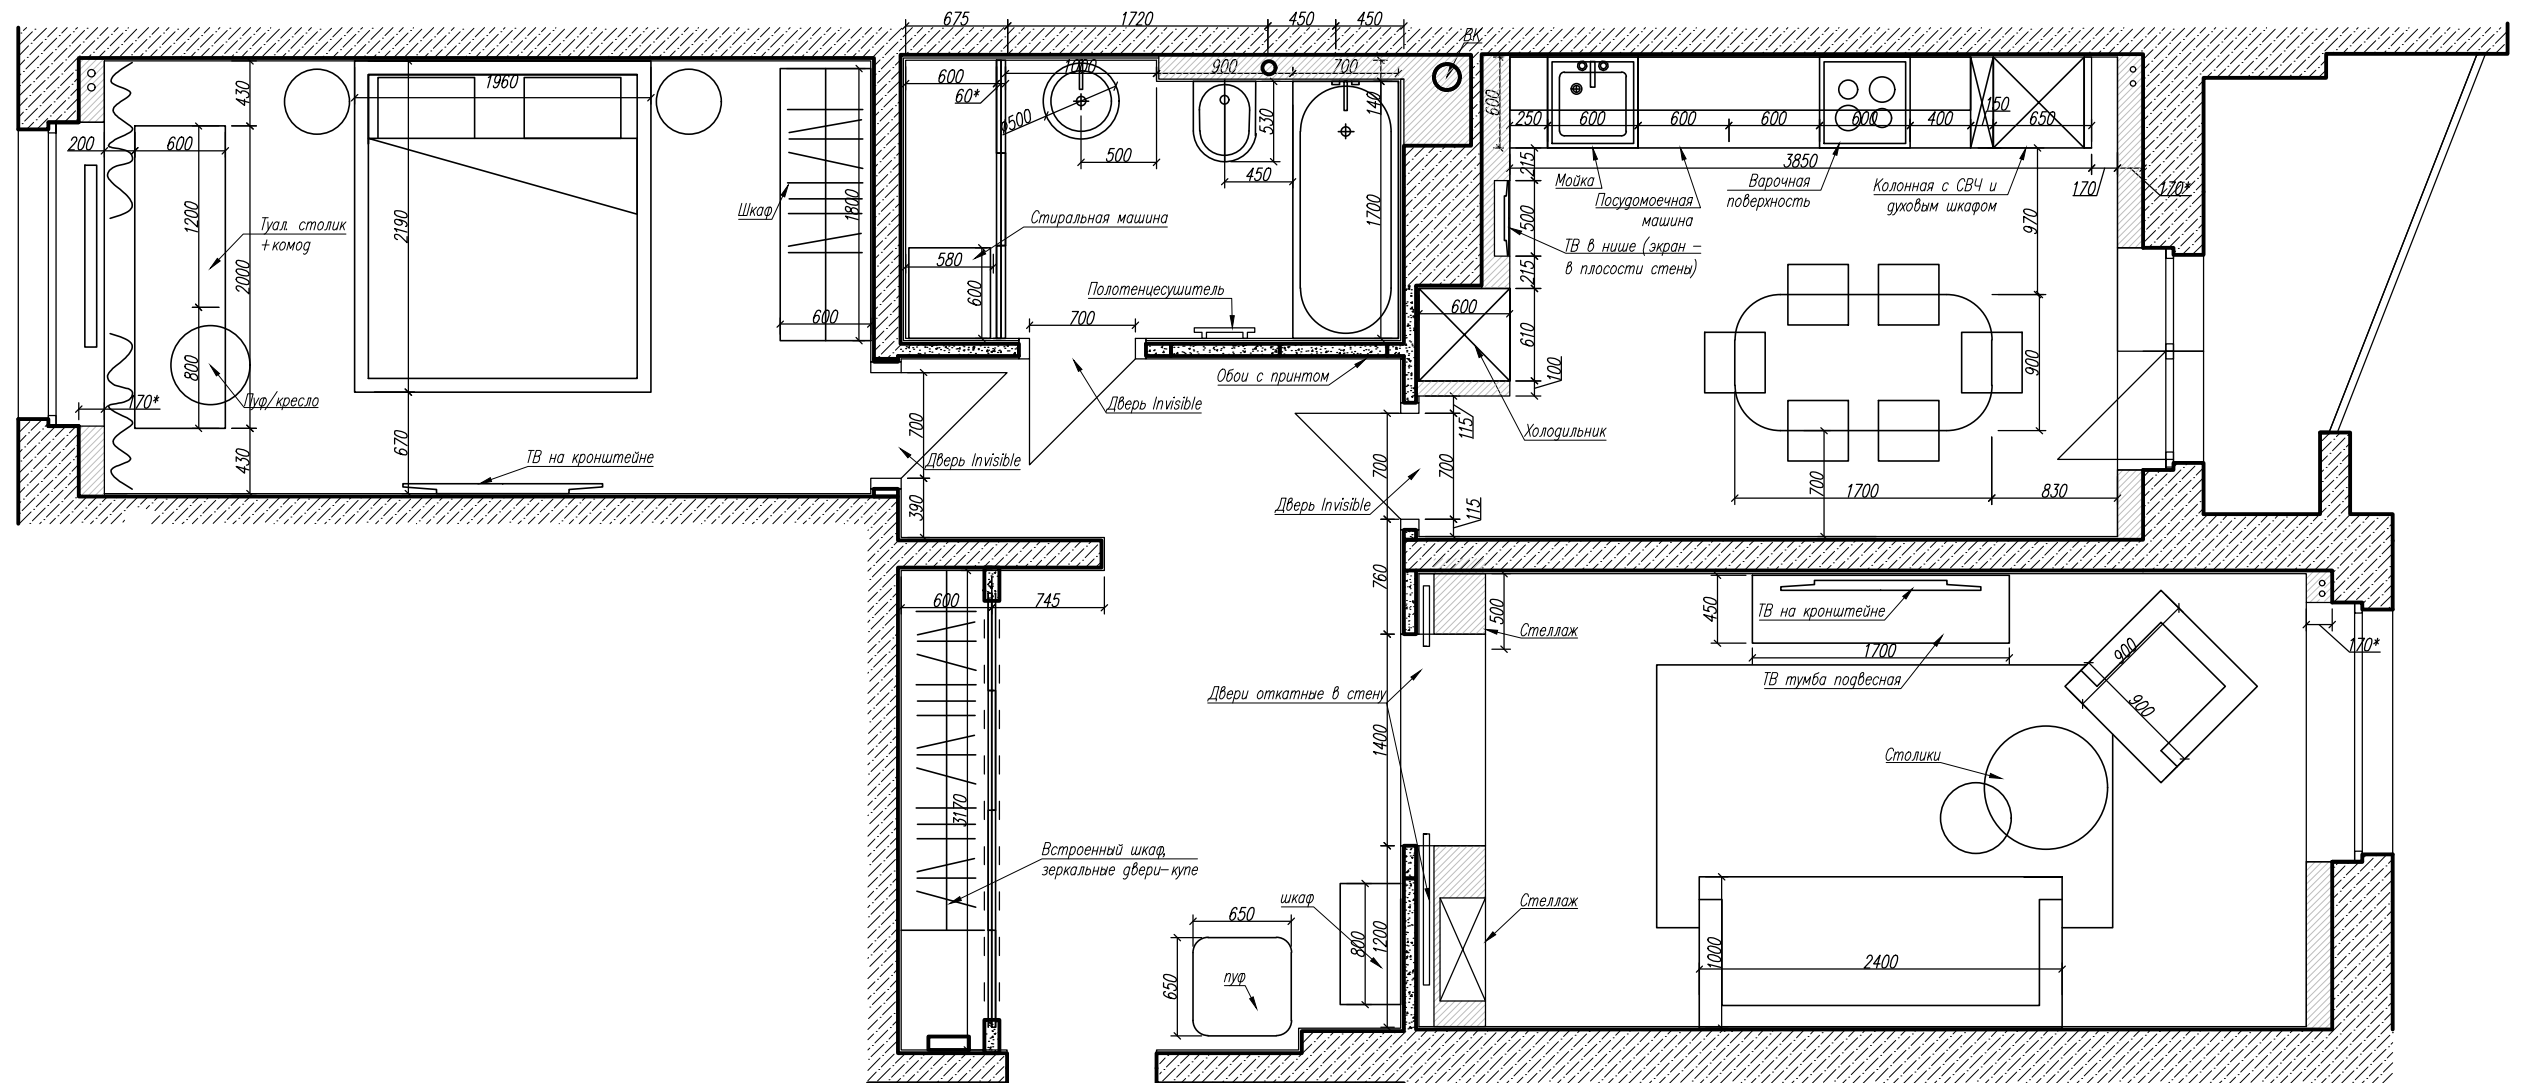 675
1720
450
450
ВК
430
1960
600
60*
1000
900
700
140
600
ø500
530
250
600
600
600
600
400
150
650
200
600
500
450
215
3850
170
170*
Мойка
Посудомоечная
машина
Варочная
поверхность
Колонная с СВЧ и
духовым шкафом
1200
Туал. столик
+комод
2190
Шкаф
1800
Стиральная машина
1700
500
ТВ в нише (экран -
в плосости стены)
970
2000
580
600
Полотенцесушитель
215
600
600
700
610
800
Обои с принтом
100
900
170*
Пуф/кресло
Дверь Invisible
700
115
Холодильник
430
670
ТВ на кронштейне
Дверь Invisible
700
700
Дверь Invisible
390
115
700
1700
830
600
745
760
500
Стеллаж
450
ТВ на кронштейне
900
170*
1700
ТВ тумба подвесная
900
Двери откатные в стену
1400
Столики
3170
Встроенный шкаф,
зеркальные двери-купе
шкаф
Стеллаж
650
800
1200
1000
2400
650
пуф